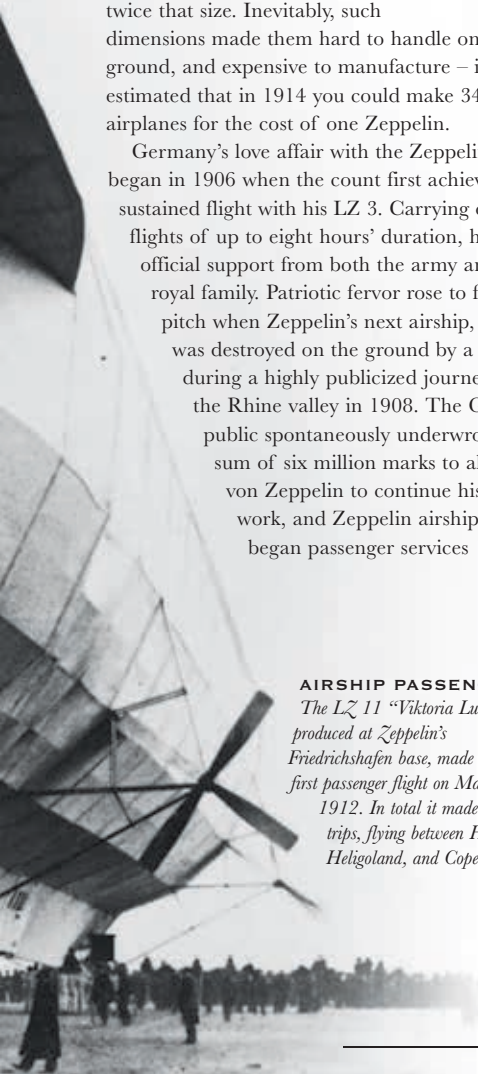 twice that size. Inevitably, such
dimensions made them hard to handle on
ground, and expensive to manufacture –
estimated that in 1914 you could make 34
airplanes for the cost of one Zeppelin.
Germany’s love affair with the
began in 1906 when the count first
sustained flight with his LZ 3. Carrying
flights of up to eight hours’ duration,
official support from both the army
royal family. Patriotic fervor rose to
pitch when Zeppelin’s next airship,
was destroyed on the ground by a
during a highly publicized
the Rhine valley in 1908. The
public spontaneously
sum of six million marks to
von Zeppelin to continue his
work, and Zeppelin
began passenger services
AIRSHIP
The LZ 11 “Viktoria
produced at Zeppelin’s
Friedrichshafen base, made
first passenger flight on
1912. In total it made
trips, flying between
Heligoland, and